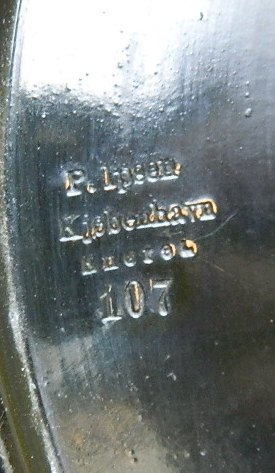 P. Ipsen
Kjøbenhavn
Eneret
107